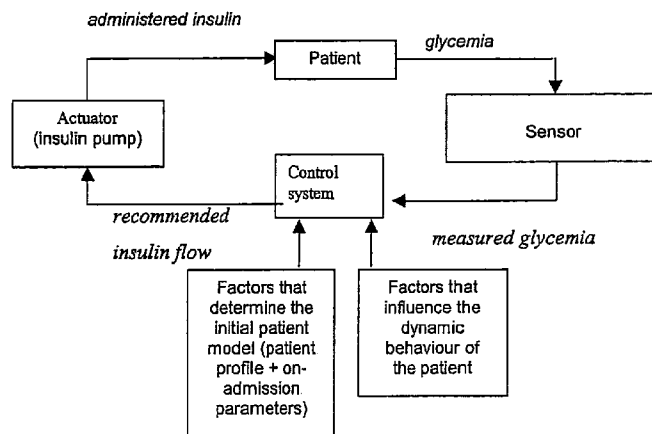 administered insulin
Patient
glycemia
Actuator
(insulin pump)
Sensor
Control
system
recommended
insulin flow
measured glycemia
Factors that
determine the
initial patient
model (patient
profile + on-
admission
parameters)
Factors that
influence the
dynamic
behaviour of
the patient